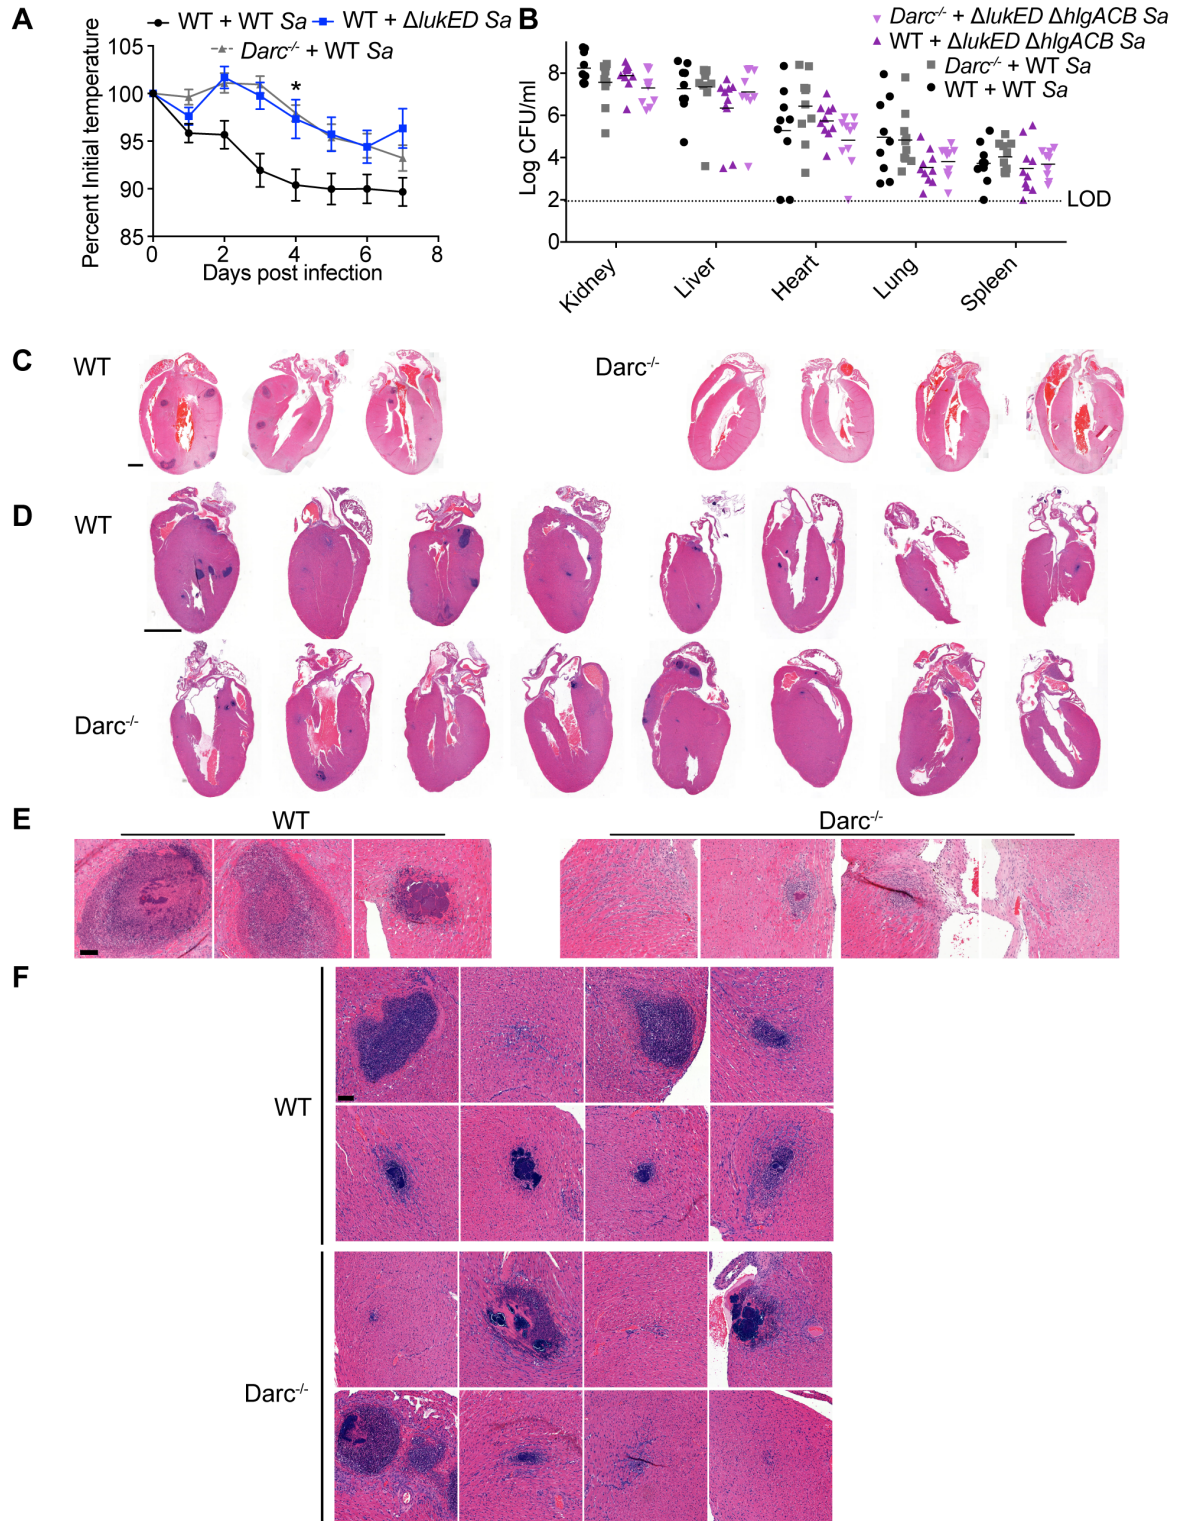 A
WT + WT Sa
WT + ΔlukED Sa
Darc-/- + WT Sa
Percent Initial temperature
105
100
95
90
85
*
0 2 4 6 8
Days post infection
B
Darc-/- + ΔlukED ΔhlgACB Sa
WT + ΔlukED ΔhlgACB Sa
Darc-/- + WT Sa
WT + WT Sa
Log CFU/ml
8
6
4
2
0
LOD
Kidney
Liver
Heart
Lung
Spleen
C
WT
Darc-/-
D
WT
Darc-/-
E
WT
Darc-/-
F
WT
Darc-/-